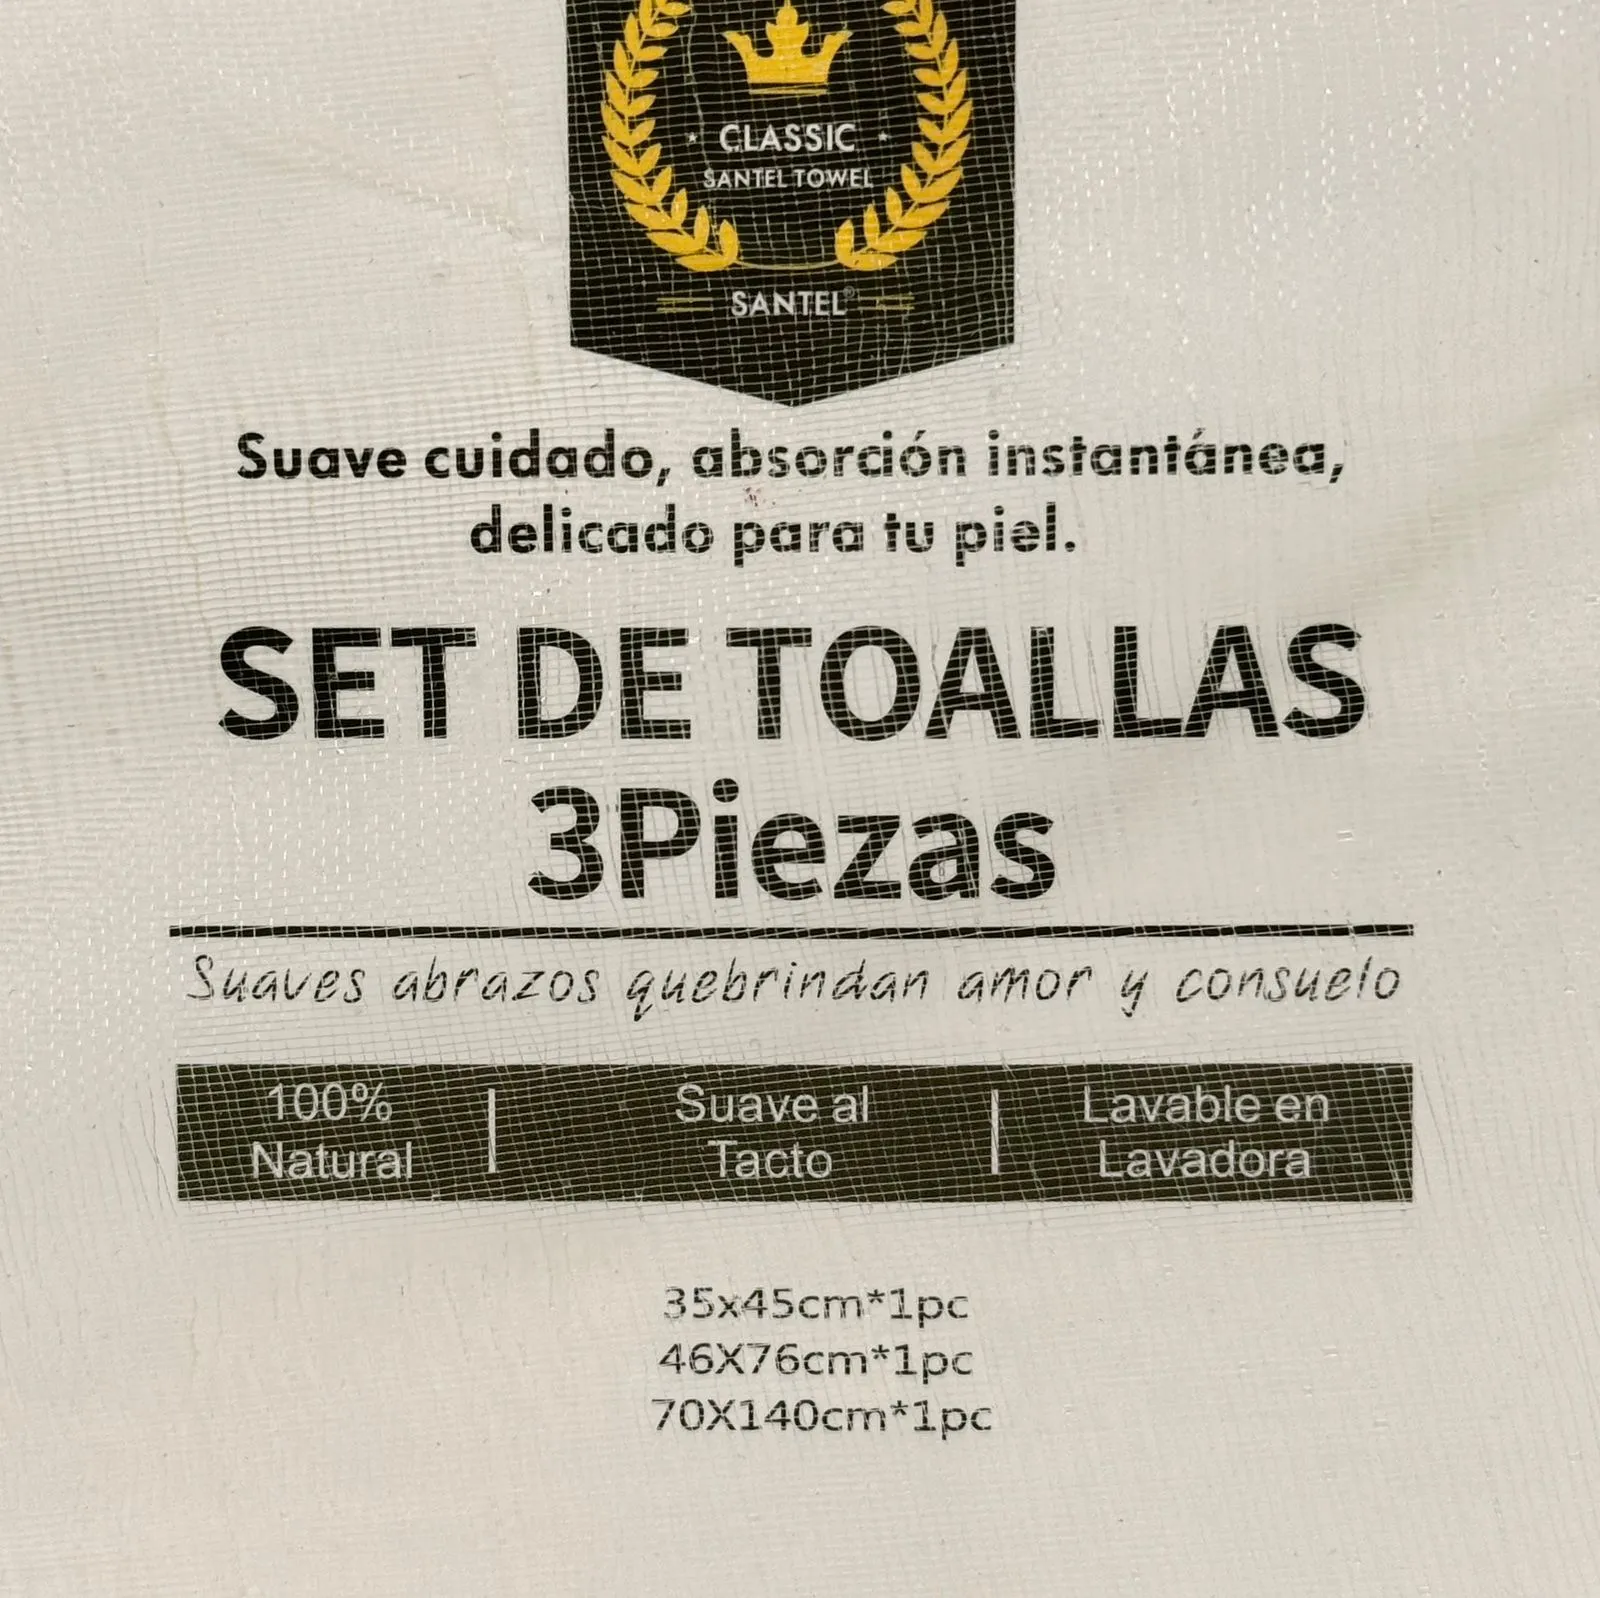 CLASSIC
SANTEL TOWEL
SANTEL®
Suave cuidado, absorción instantánea,
delicado para tu piel.
SET DE TOALLAS
3Piezas
Suaves abrazos quebrindan amor y consuelo
100%
Natural
Suave al
Tacto
Lavable en
Lavadora
35x45cm*1pc
46X76cm*1pc
70X140cm*1pc